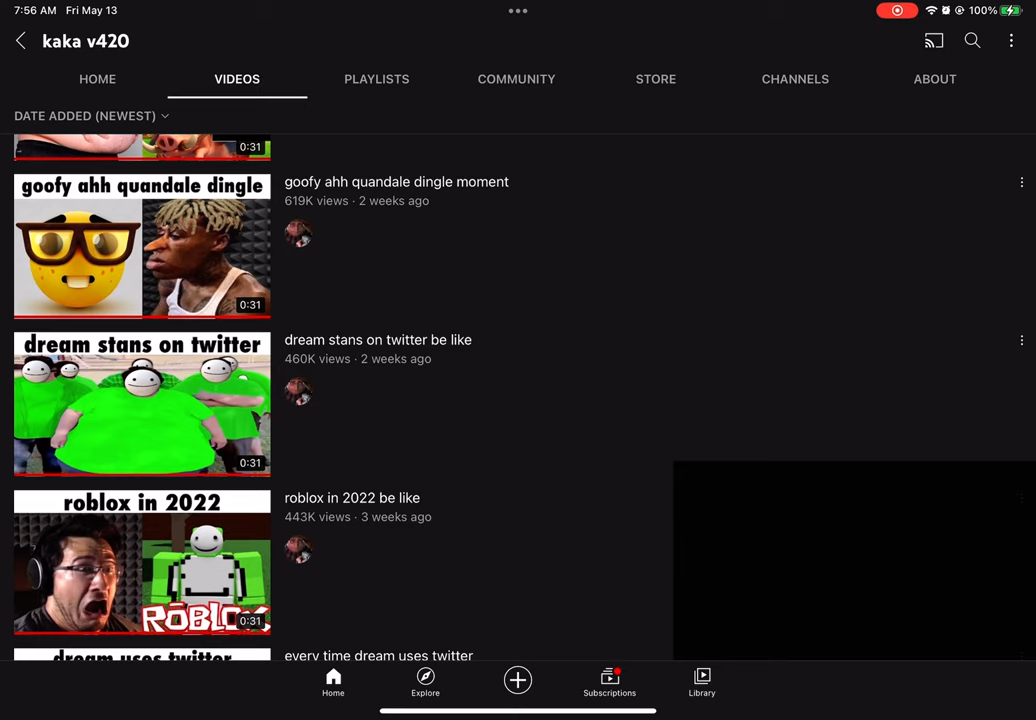 7:56 AM Fri May 13
100%
kaka v420
HOME VIDEOS PLAYLISTS COMMUNITY STORE CHANNELS ABOUT
DATE ADDED (NEWEST)
0:31
goofy ahh quandale dingle
goofy ahh quandale dingle moment
619K views · 2 weeks ago
0:31
dream stans on twitter
dream stans on twitter be like
460K views · 2 weeks ago
0:31
roblox in 2022
roblox in 2022 be like
443K views · 3 weeks ago
ROBLOX
0:31
dream uses twitter
every time dream uses twitter
Home Explore Subscriptions Library